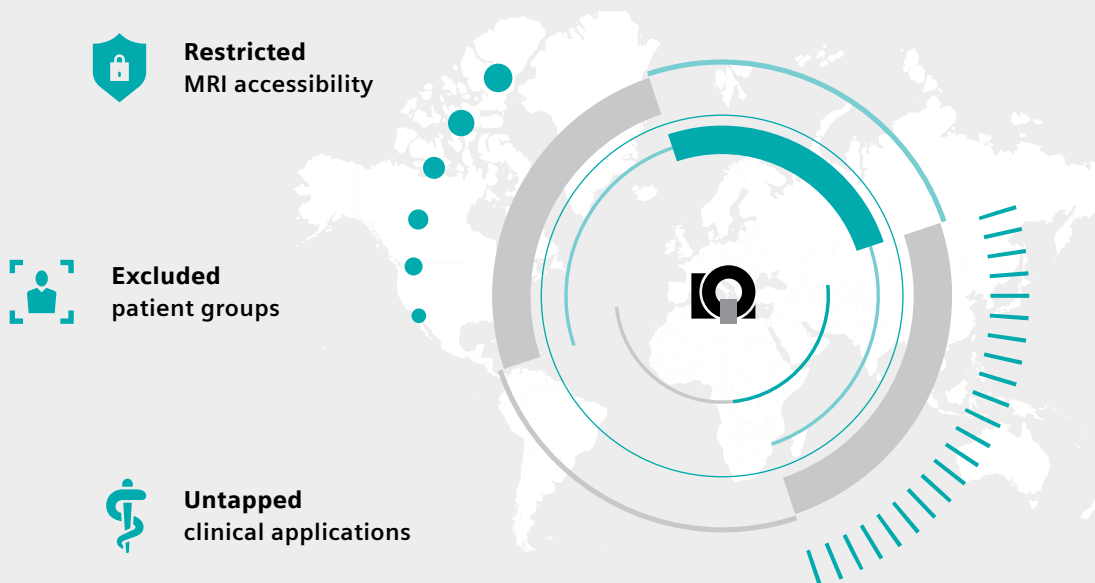 Restricted
MRI accessibility
Excluded
patient groups
Untapped
clinical applications